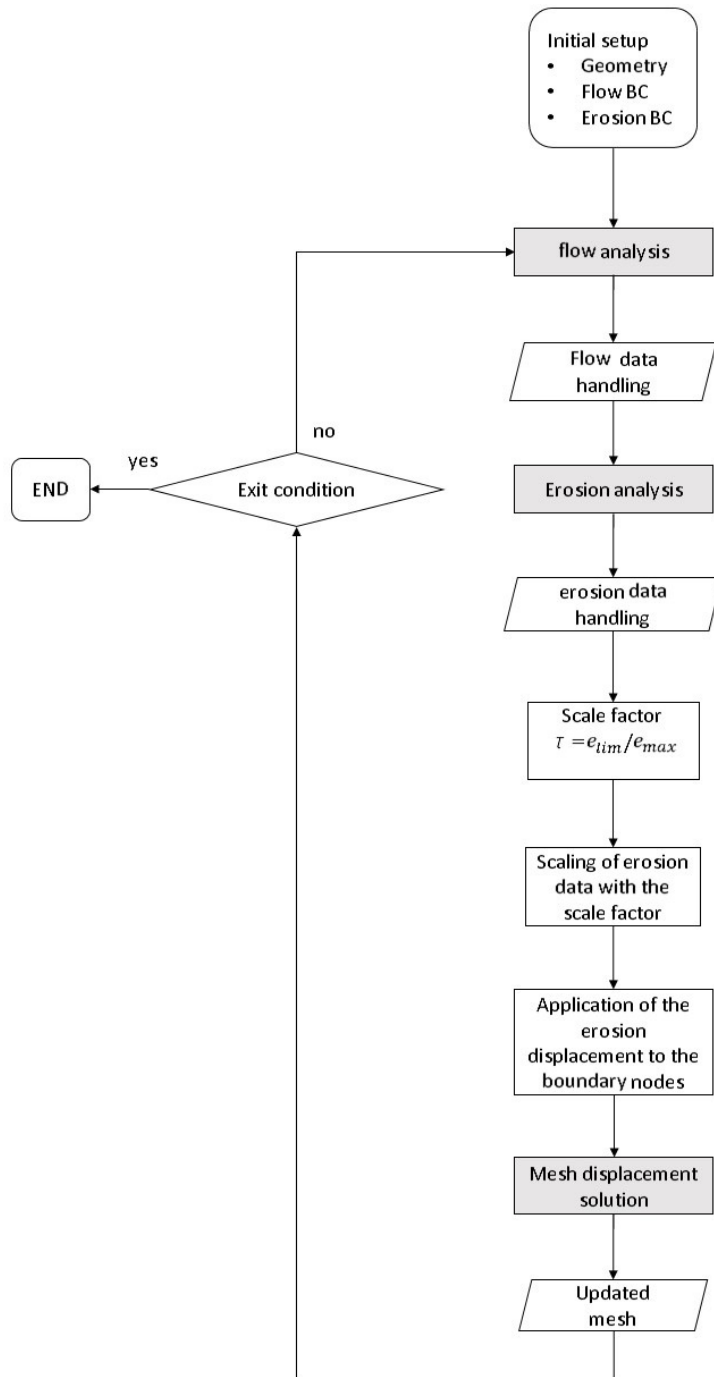 Initial setup
• Geometry
• Flow BC
• Erosion BC
flow analysis
Flow data
handling
no
yes
END
Exit condition
Erosion analysis
erosion data
handling
Scale factor
τ =e_lim/e_max
Scaling of erosion
data with the
scale factor
Application of the
erosion
displacement to the
boundary nodes
Mesh displacement
solution
Updated
mesh